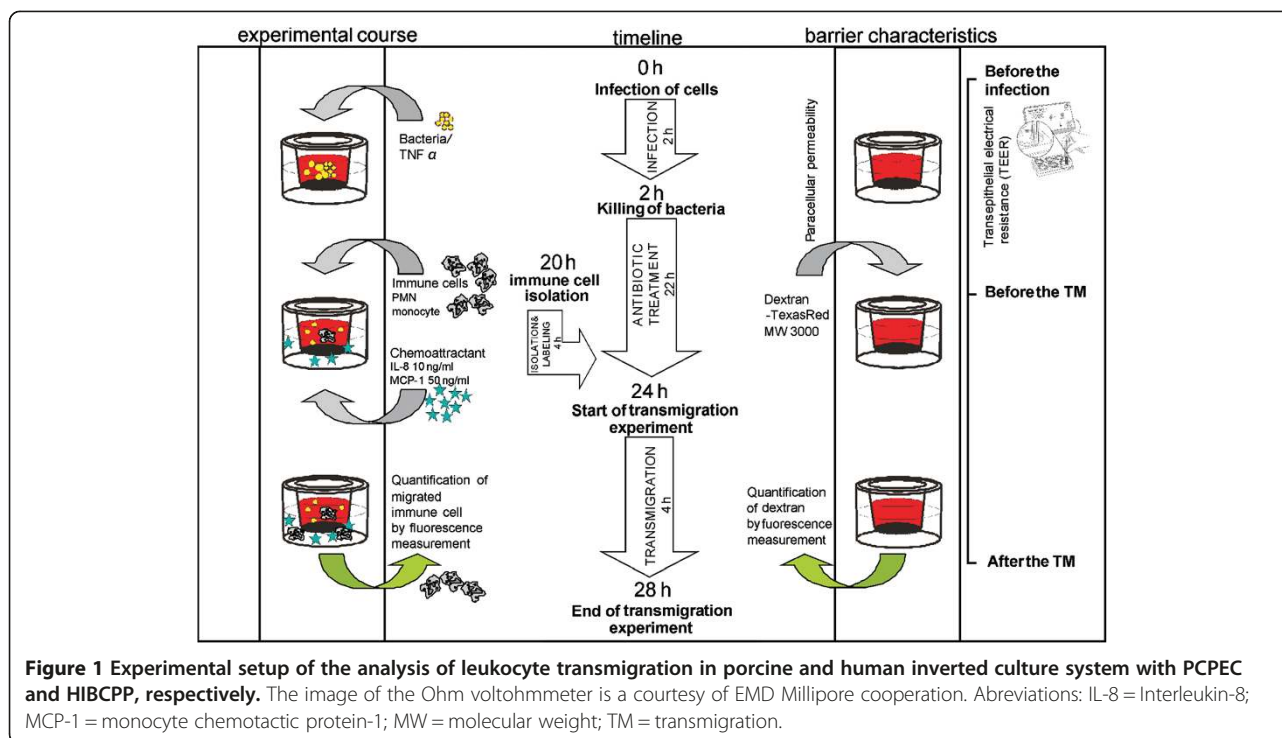 experimental course
timeline
barrier characteristics
0 h
Infection of cells
INFECTION
2 h
2 h
Killing of bacteria
ANTIBIOTIC
TREATMENT
22 h
20 h
immune cell
isolation
ISOLATION&
LABELING
4 h
24 h
Start of transmigration
experiment
TRANSMIGRATION
4 h
28 h
End of transmigration
experiment
Bacteria/
TNF α
Immune cells
PMN
monocyte
Chemoattractant
IL-8 10 ng/ml
MCP-1 50 ng/ml
Quantification of
migrated
immune cell
by fluorescence
measurement
Paracellular permeability
Dextran
-TexasRed
MW 3000
Quantification
of dextran
by fuorescence
measurement
Before the
infection
Transepithelial electrical
resistance (TEER)
Before the TM
After the TM
Figure 1 Experimental setup of the analysis of leukocyte transmigration in porcine and human inverted culture system with PCPEC
and HIBCPP, respectively. The image of the Ohm voltohmmeter is a courtesy of EMD Millipore cooperation. Abreviations: IL-8 = Interleukin-8;
MCP-1 = monocyte chemotactic protein-1; MW = molecular weight; TM = transmigration.